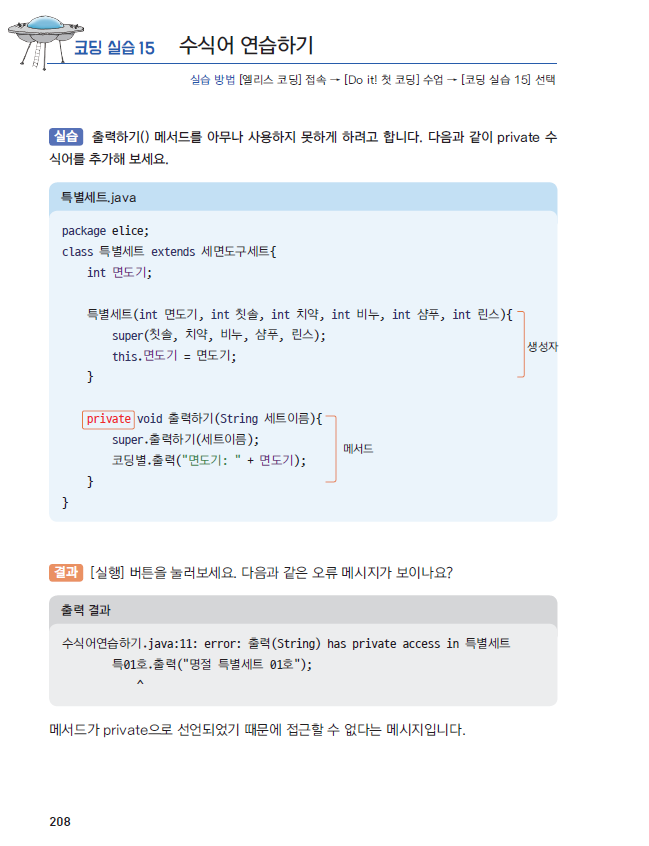 코딩 실습 15 수식어 연습하기
실습 방법 [엘리스 코딩] 접속 → [Do it! 첫 코딩] 수업 → [코딩 실습 15] 선택
실습 출력하기() 메서드를 아무나 사용하지 못하게 하려고 합니다. 다음과 같이 private 수
식어를 추가해 보세요.
특별세트.java
package elice;
class 특별세트 extends 세면도구세트{
int 면도기;
특별세트(int 면도기, int 칫솔, int 치약, int 비누, int 샴푸, int 린스){
super(칫솔, 치약, 비누, 샴푸, 린스);
this.면도기 = 면도기;
}
생성자
private void 출력하기(String 세트이름){
super.출력하기(세트이름);
코딩별.출력("면도기: " + 면도기);
}
메서드
}
결과 [실행] 버튼을 눌러보세요. 다음과 같은 오류 메시지가 보이나요?
출력 결과
수식어연습하기.java:11: error: 출력(String) has private access in 특별세트
특01호.출력("명절 특별세트 01호");
^
메서드가 private으로 선언되었기 때문에 접근할 수 없다는 메시지입니다.
208